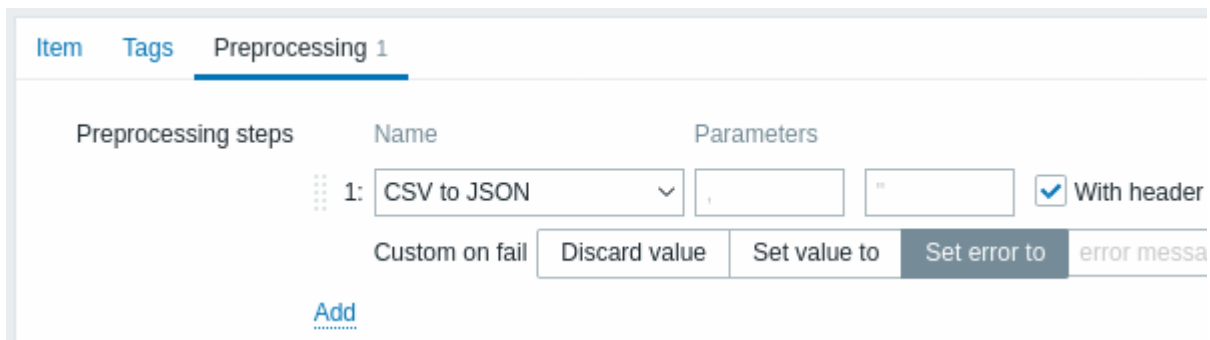 Item Tags Preprocessing 1
Preprocessing steps Name Parameters
1: CSV to JSON , " With header
Custom on fail Discard value Set value to Set error to error messa
Add